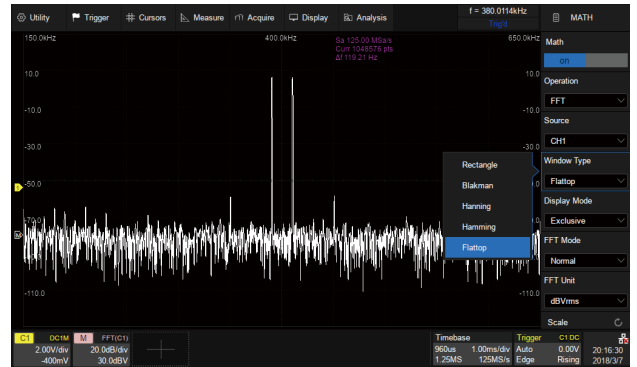 Utility Trigger Cursors Measure Acquire Display Analysis
f = 380.0114kHz
Trig'd
MATH
150.0kHz 400.0kHz 650.0kHz
Sa 125.00 MSa/s
Curr 1048576 pts
Δf 119.21 Hz
10.0 10.0
-10.0 -10.0
-30.0 -30.0
-50.0
-70.0
-110.0 -110.0
Rectangle
Blakman
Hanning
Hamming
Flattop
Math
on
Operation
FFT
Source
CH1
Window Type
Flattop
Display Mode
Exclusive
FFT Mode
Normal
FFT Unit
dBVrms
Scale
C1 DC1M
2.00V/div
-400mV
M FFT(C1)
20.0dB/div
30.0dBV
Timebase
960us 1.00ms/div
1.25MS 125MS/s
Trigger C1 DC
Auto 0.00V
Edge Rising
20:16:30
2018/3/7